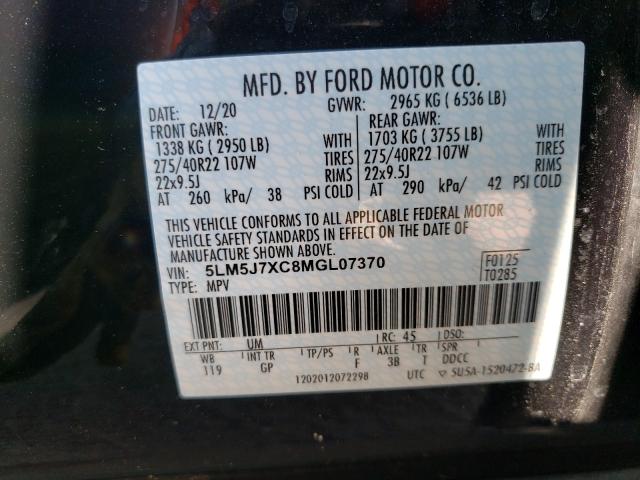 MFD. BY FORD MOTOR CO.
DATE: 12/20 GVWR: 2965 KG ( 6536 LB)
FRONT GAWR: REAR GAWR:
1338 KG ( 2950 LB) WITH 1703 KG ( 3755 LB) WITH
275/40R22 107W TIRES 275/40R22 107W TIRES
22x9.5J RIMS 22x9.5J RIMS
AT 260 kPa/ 38 PSI COLD AT 290 kPa/ 42 PSI COLD
THIS VEHICLE CONFORMS TO ALL APPLICABLE FEDERAL MOTOR
VEHICLE SAFETY STANDARDS IN EFFECT ON THE DATE OF
MANUFACTURE SHOWN ABOVE.
VIN: 5LM5J7XC8MGL07370 F0125
TYPE: MPV T0285
EXT PNT: UM RC: 45 DSO:
WB INT TR TP/PS R AXLE TR SPR
119 GP F 3B T DDCC
1202012072298 UTC ▽ 5U5A-1520472-BA